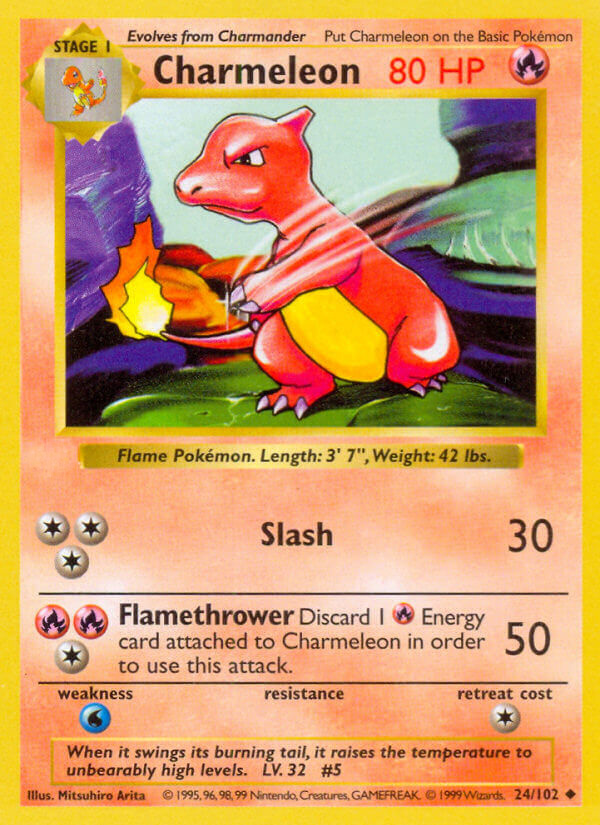 STAGE 1
Evolves from Charmander Put Charmeleon on the Basic Pokémon
Charmeleon 80 HP
Flame Pokémon. Length: 3' 7", Weight: 42 lbs.
Slash 30
Flamethrower Discard 1 Energy
card attached to Charmeleon in order
to use this attack.
50
weakness resistance retreat cost
When it swings its burning tail, it raises the temperature to
unbearably high levels. LV. 32 #5
Illus. Mitsuhiro Arita © 1995, 96, 98, 99 Nintendo, Creatures, GAMEFREAK. © 1999 Wizards. 24/102